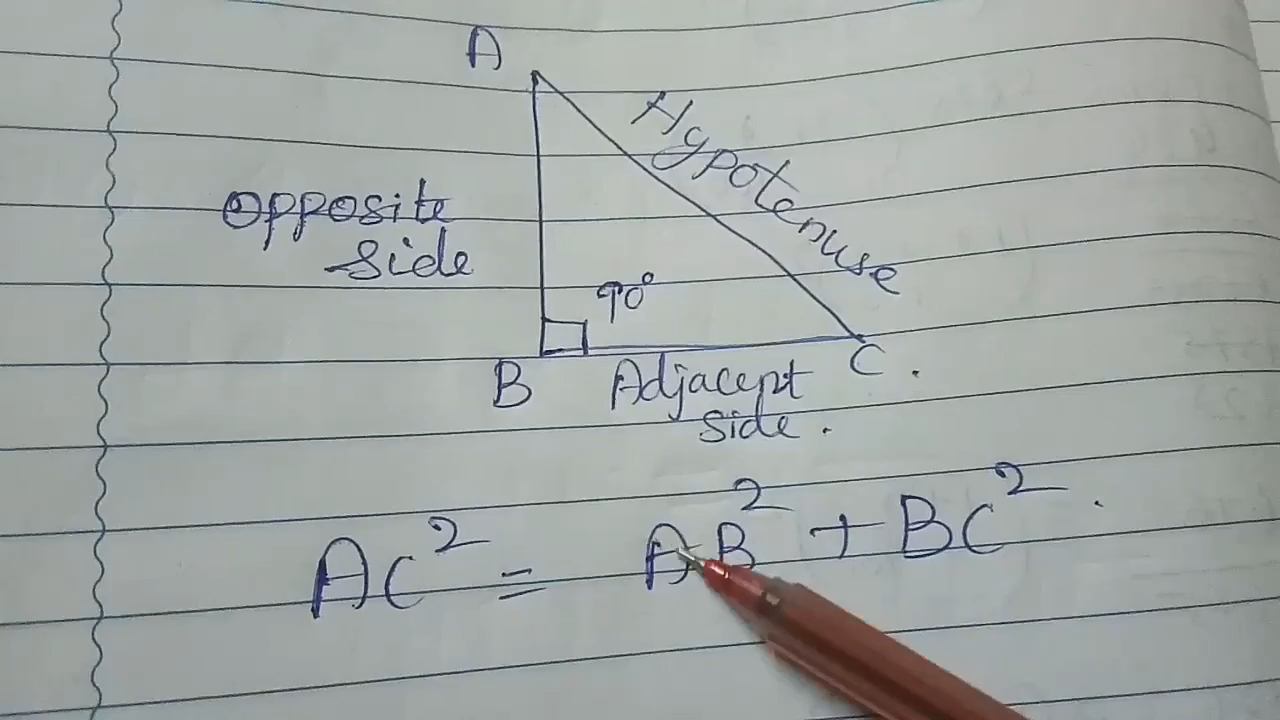 A
Hypotenuse
Opposite
Side
90°
B
Adjacent
Side.
C.
AC² = AB² + BC².